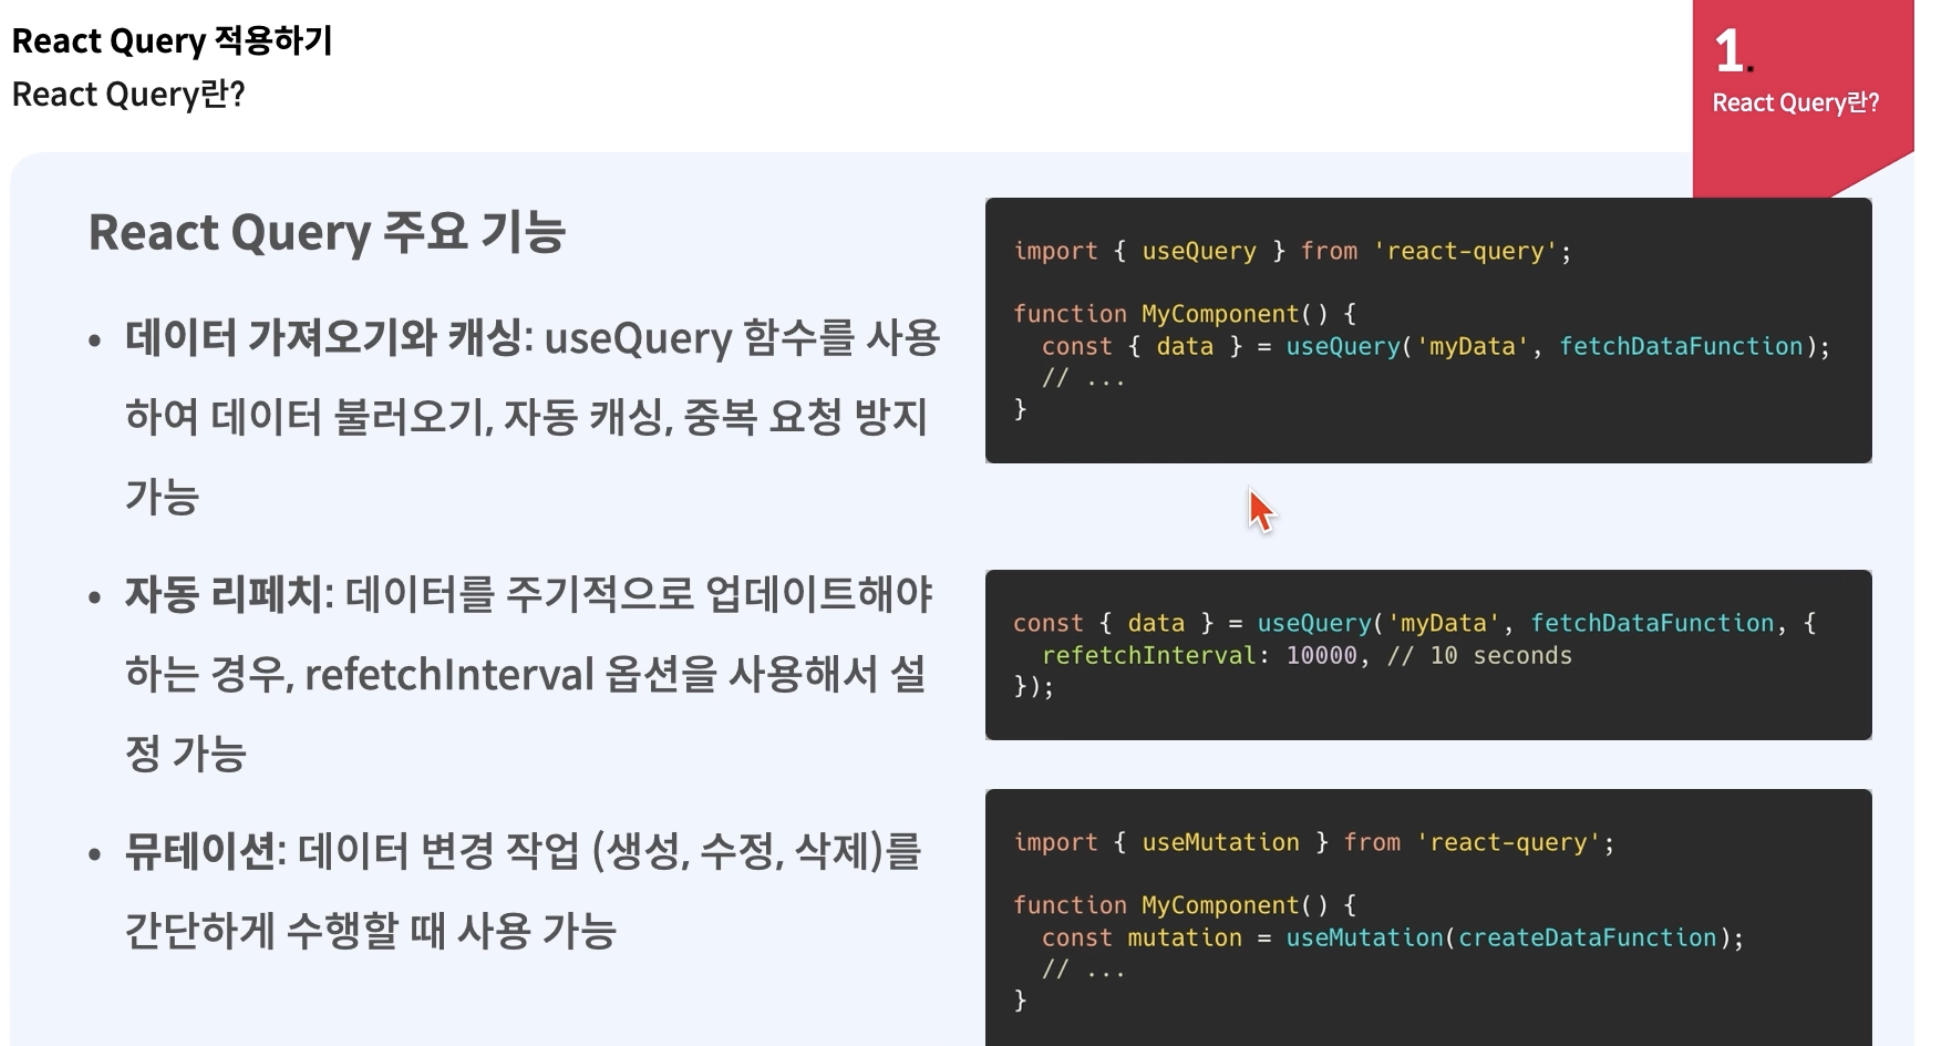 React Query 적용하기
React Query란?
1.
React Query란?
React Query 주요 기능
• 데이터 가져오기와 캐싱: useQuery 함수를 사용
하여 데이터 불러오기, 자동 캐싱, 중복 요청 방지
가능
• 자동 리페치: 데이터를 주기적으로 업데이트해야
하는 경우, refetchInterval 옵션을 사용해서 설
정 가능
• 뮤테이션: 데이터 변경 작업 (생성, 수정, 삭제)를
간단하게 수행할 때 사용 가능
import { useQuery } from 'react-query';
function MyComponent() {
  const { data } = useQuery('myData', fetchDataFunction);
  // ...
}
const { data } = useQuery('myData', fetchDataFunction, {
  refetchInterval: 10000, // 10 seconds
});
import { useMutation } from 'react-query';
function MyComponent() {
  const mutation = useMutation(createDataFunction);
  // ...
}